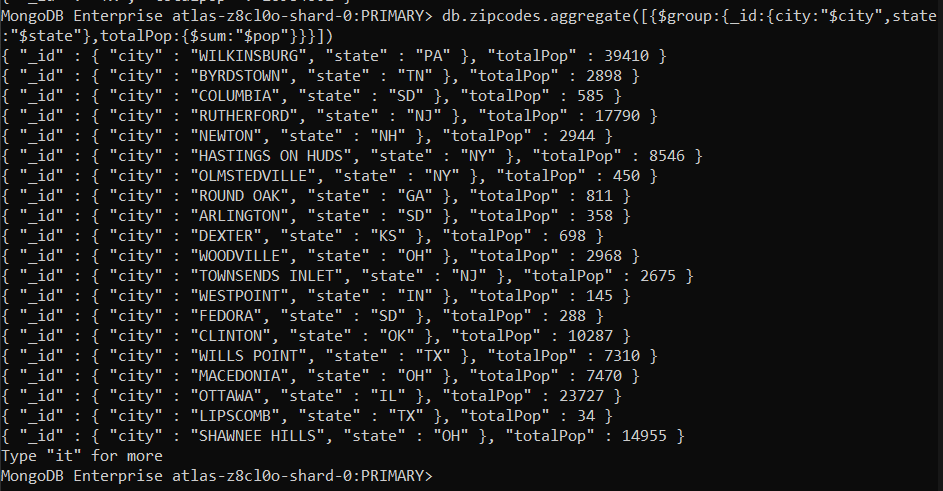 MongoDB Enterprise atlas-z8cl0o-shard-0:PRIMARY> db.zipcodes.aggregate([{$group:{_id:{city:"$city",state
:"$state"},totalPop:{$sum:"$pop"}}}])
{ "_id" : { "city" : "WILKINSBURG", "state" : "PA" }, "totalPop" : 39410 }
{ "_id" : { "city" : "BYRDSTOWN", "state" : "TN" }, "totalPop" : 2898 }
{ "_id" : { "city" : "COLUMBIA", "state" : "SD" }, "totalPop" : 585 }
{ "_id" : { "city" : "RUTHERFORD", "state" : "NJ" }, "totalPop" : 17790 }
{ "_id" : { "city" : "NEWTON", "state" : "NH" }, "totalPop" : 2944 }
{ "_id" : { "city" : "HASTINGS ON HUDS", "state" : "NY" }, "totalPop" : 8546 }
{ "_id" : { "city" : "OLMSTEDVILLE", "state" : "NY" }, "totalPop" : 450 }
{ "_id" : { "city" : "ROUND OAK", "state" : "GA" }, "totalPop" : 811 }
{ "_id" : { "city" : "ARLINGTON", "state" : "SD" }, "totalPop" : 358 }
{ "_id" : { "city" : "DEXTER", "state" : "KS" }, "totalPop" : 698 }
{ "_id" : { "city" : "WOODVILLE", "state" : "OH" }, "totalPop" : 2968 }
{ "_id" : { "city" : "TOWNSENDS INLET", "state" : "NJ" }, "totalPop" : 2675 }
{ "_id" : { "city" : "WESTPOINT", "state" : "IN" }, "totalPop" : 145 }
{ "_id" : { "city" : "FEDORA", "state" : "SD" }, "totalPop" : 288 }
{ "_id" : { "city" : "CLINTON", "state" : "OK" }, "totalPop" : 10287 }
{ "_id" : { "city" : "WILLS POINT", "state" : "TX" }, "totalPop" : 7310 }
{ "_id" : { "city" : "MACEDONIA", "state" : "OH" }, "totalPop" : 7470 }
{ "_id" : { "city" : "OTTAWA", "state" : "IL" }, "totalPop" : 23727 }
{ "_id" : { "city" : "LIPSCOMB", "state" : "TX" }, "totalPop" : 34 }
{ "_id" : { "city" : "SHAWNEE HILLS", "state" : "OH" }, "totalPop" : 14955 }
Type "it" for more
MongoDB Enterprise atlas-z8cl0o-shard-0:PRIMARY>